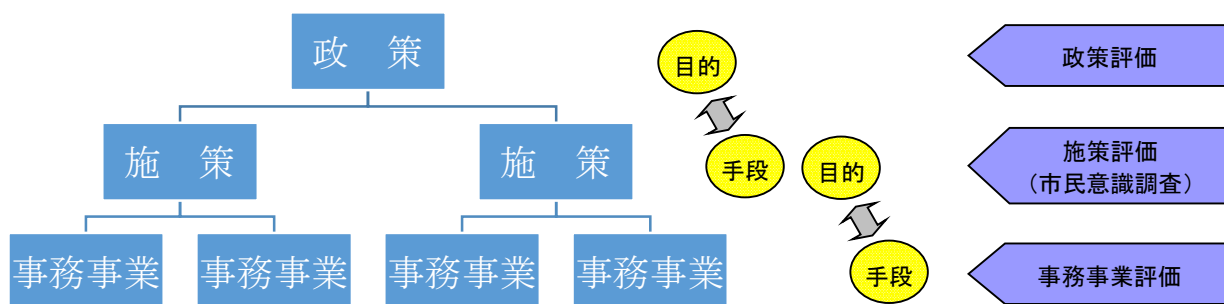 政　策
目的
政策評価
施　策
施　策
手段
目的
施策評価
（市民意識調査）
事務事業
事務事業
事務事業
事務事業
手段
事務事業評価